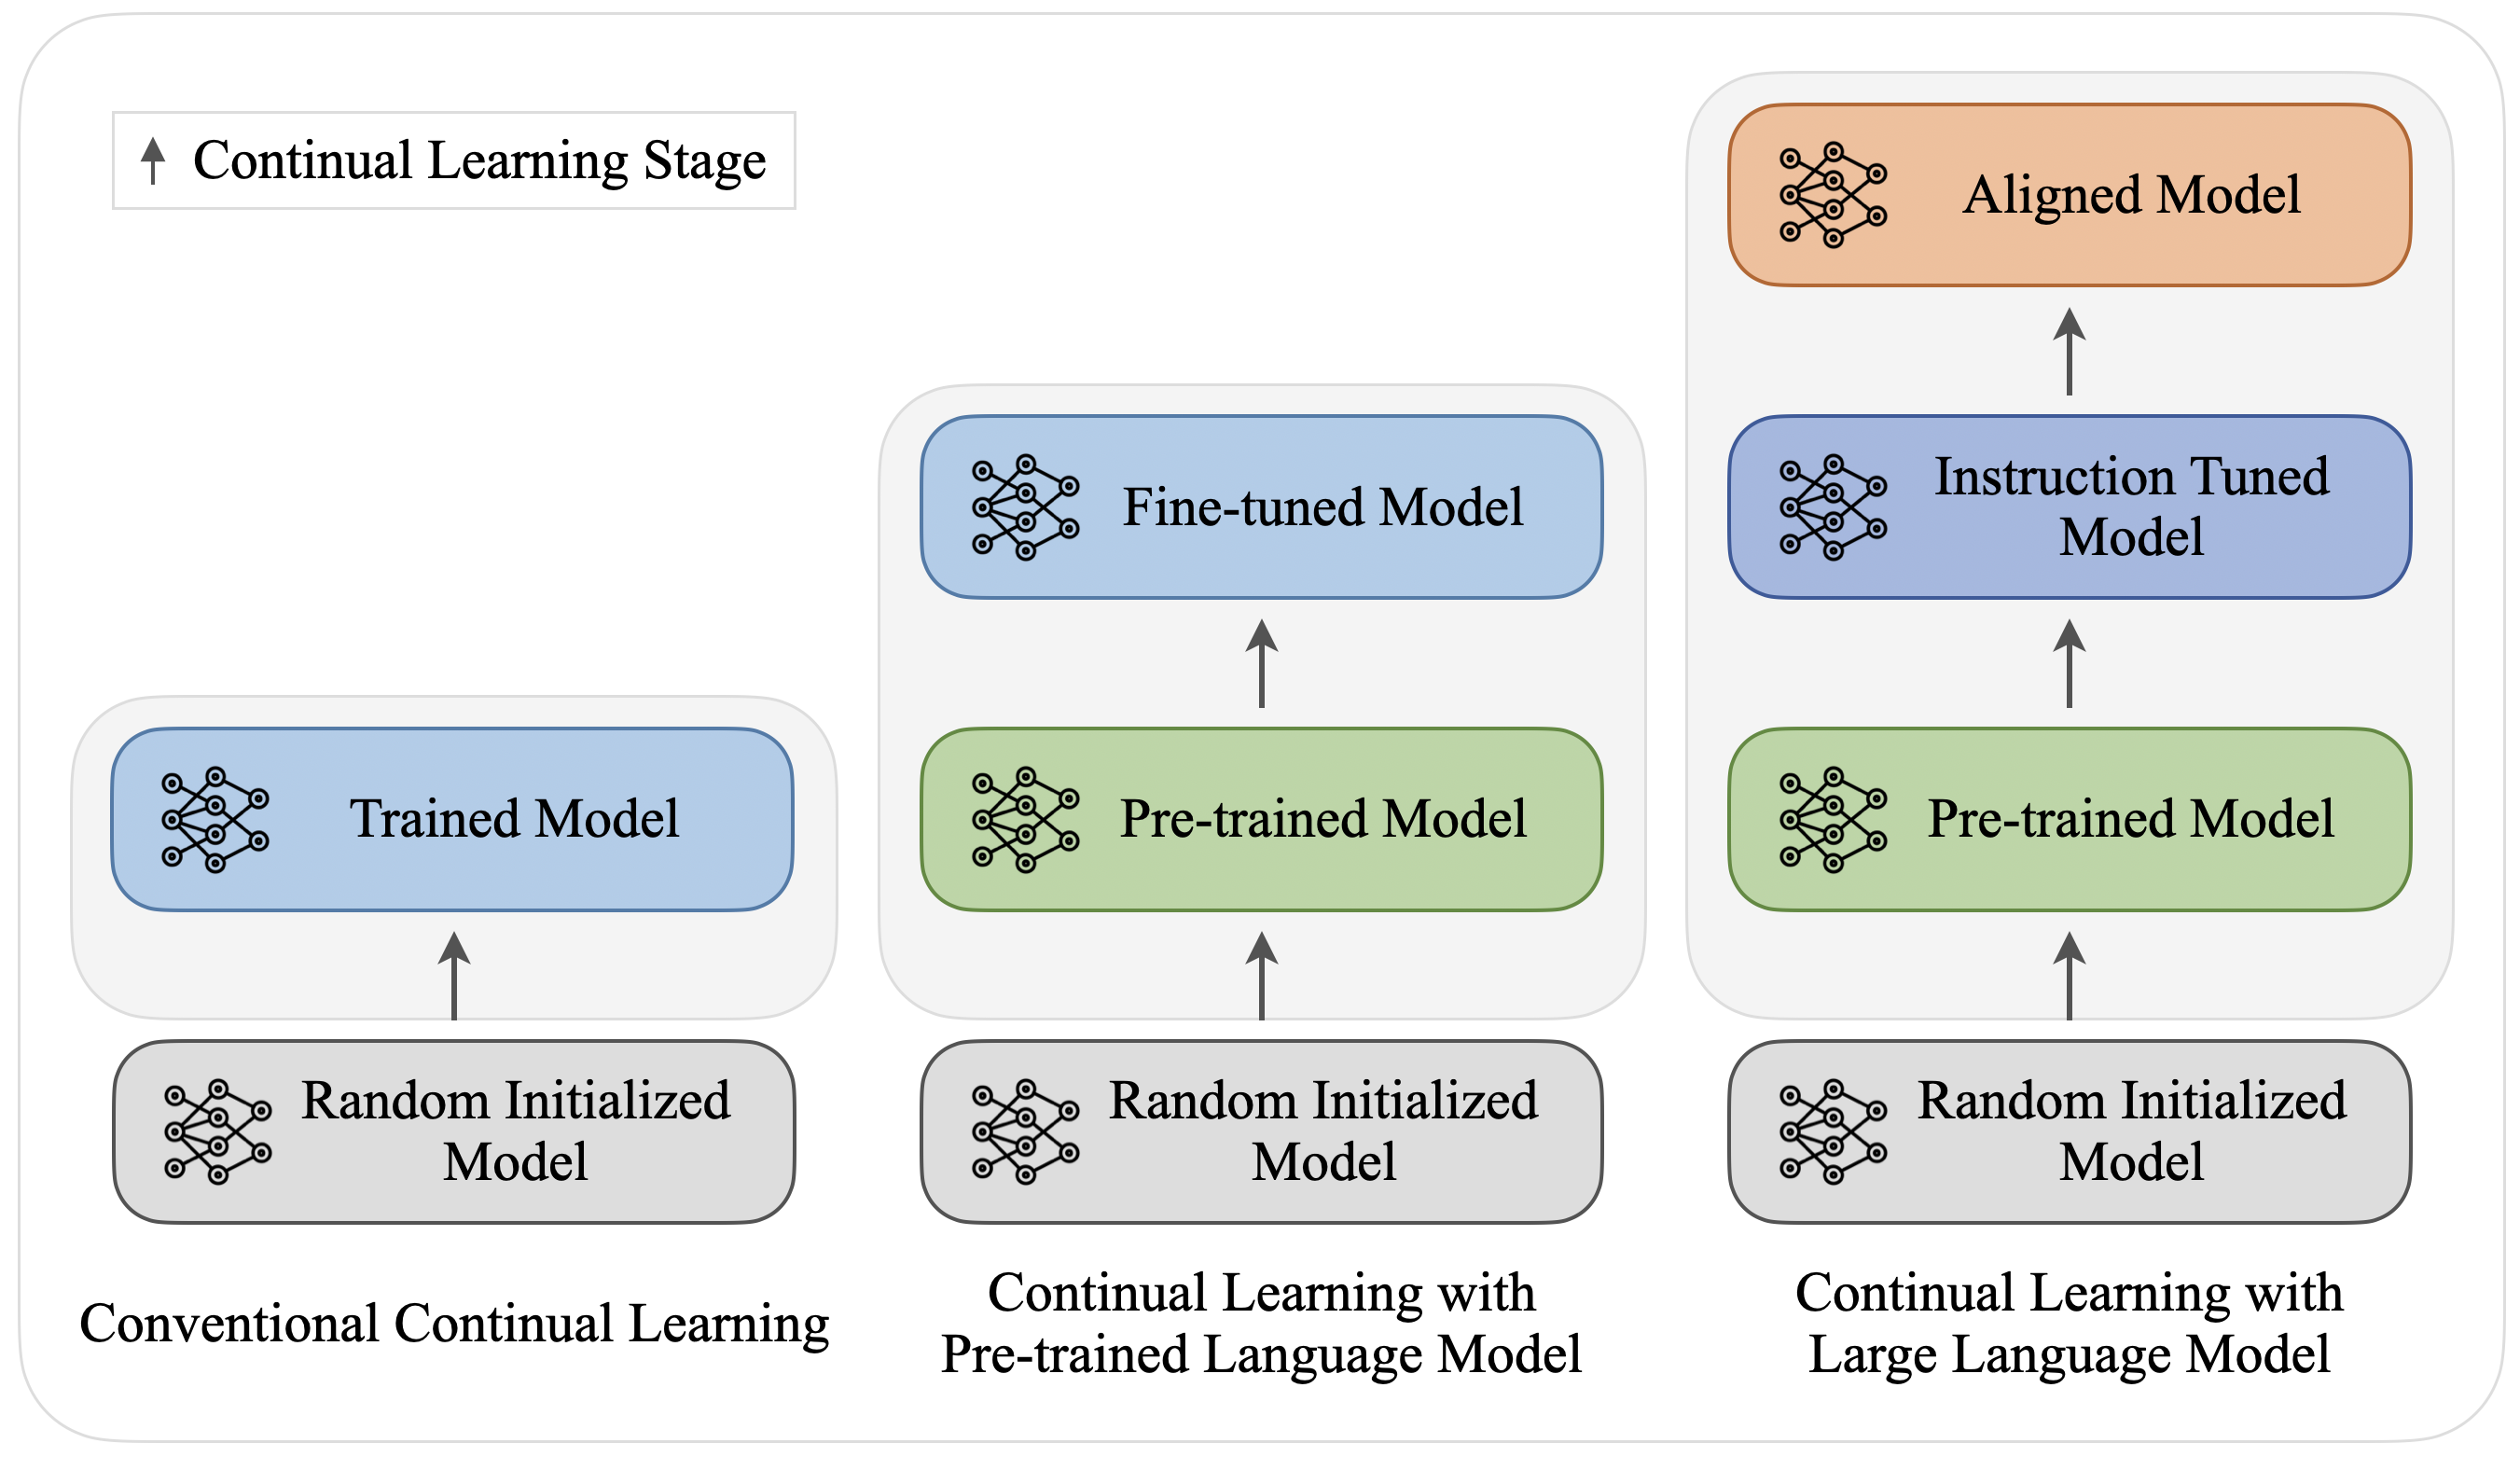 Continual Learning Stage
Trained Model
Random Initialized
Model
Conventional Continual Learning
Fine-tuned Model
Pre-trained Model
Random Initialized
Model
Continual Learning with
Pre-trained Language Model
Aligned Model
Instruction Tuned
Model
Pre-trained Model
Random Initialized
Model
Continual Learning with
Large Language Model